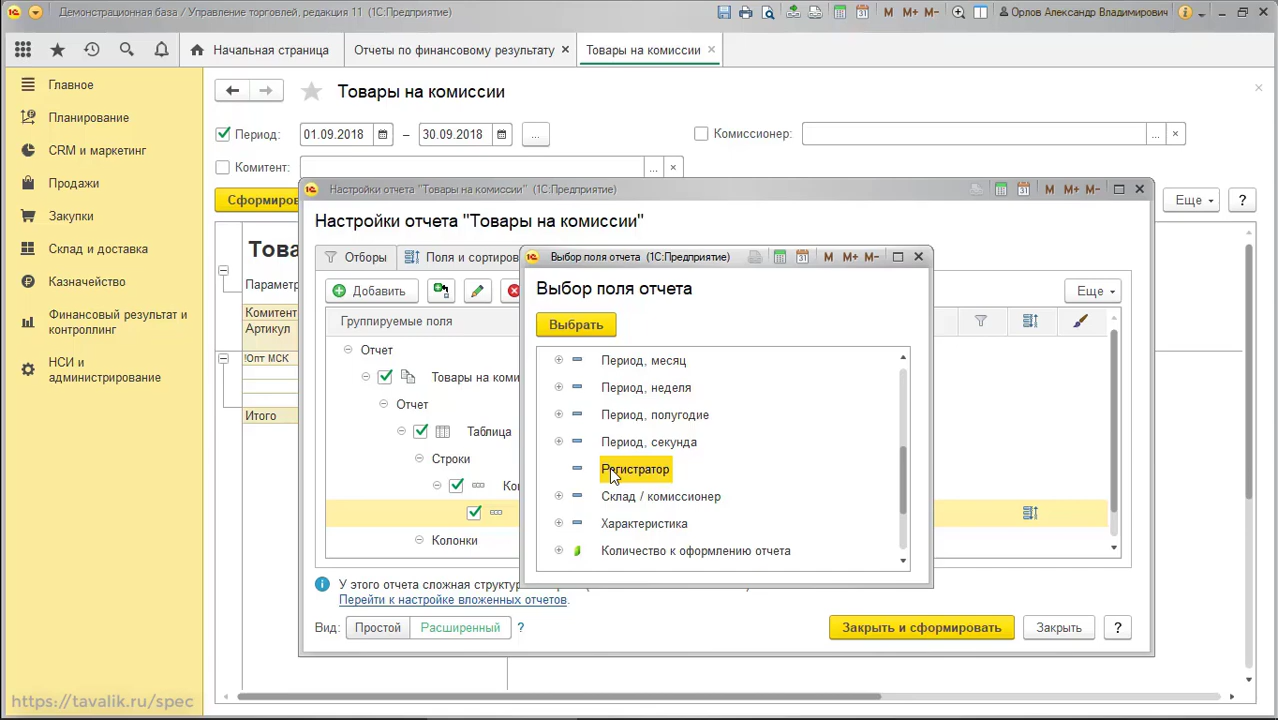 Демонстрационная база / Управление торговлей, редакция 11 (1С:Предприятие)
M M+ M- Орлов Александр Владимирович
Начальная страница
Отчеты по финансовому результату
Товары на комиссии
Главное
Планирование
CRM и маркетинг
Продажи
Закупки
Склад и доставка
Казначейство
Финансовый результат и
контроллинг
НСИ и
администрирование
Товары на комиссии
Период: 01.09.2018 – 30.09.2018 ...
Комиссионер: ...
Комитент: ...
Сформиров
Еще ?
Това
Парамет
Комитент
Артикул
!Опт МСК
Итого
Настройки отчета "Товары на комиссии" (1С:Предприятие)
M M+ M-
Настройки отчета "Товары на комиссии"
Отборы
Поля и сортиров
Добавить
Еще
Группируемые поля
Отчет
Товары на коми
Отчет
Таблица
Строки
Ко
Колонки
У этого отчета сложная структур
Перейти к настройке вложенных отчетов.
Вид: Простой Расширенный ?
Закрыть и сформировать
Закрыть
?
Выбор поля отчета (1С:Предприятие)
M M+ M-
Выбор поля отчета
Выбрать
Период, месяц
Период, неделя
Период, полугодие
Период, секунда
Регистратор
Склад / комиссионер
Характеристика
Количество к оформлению отчета
https://tavalik.ru/spec